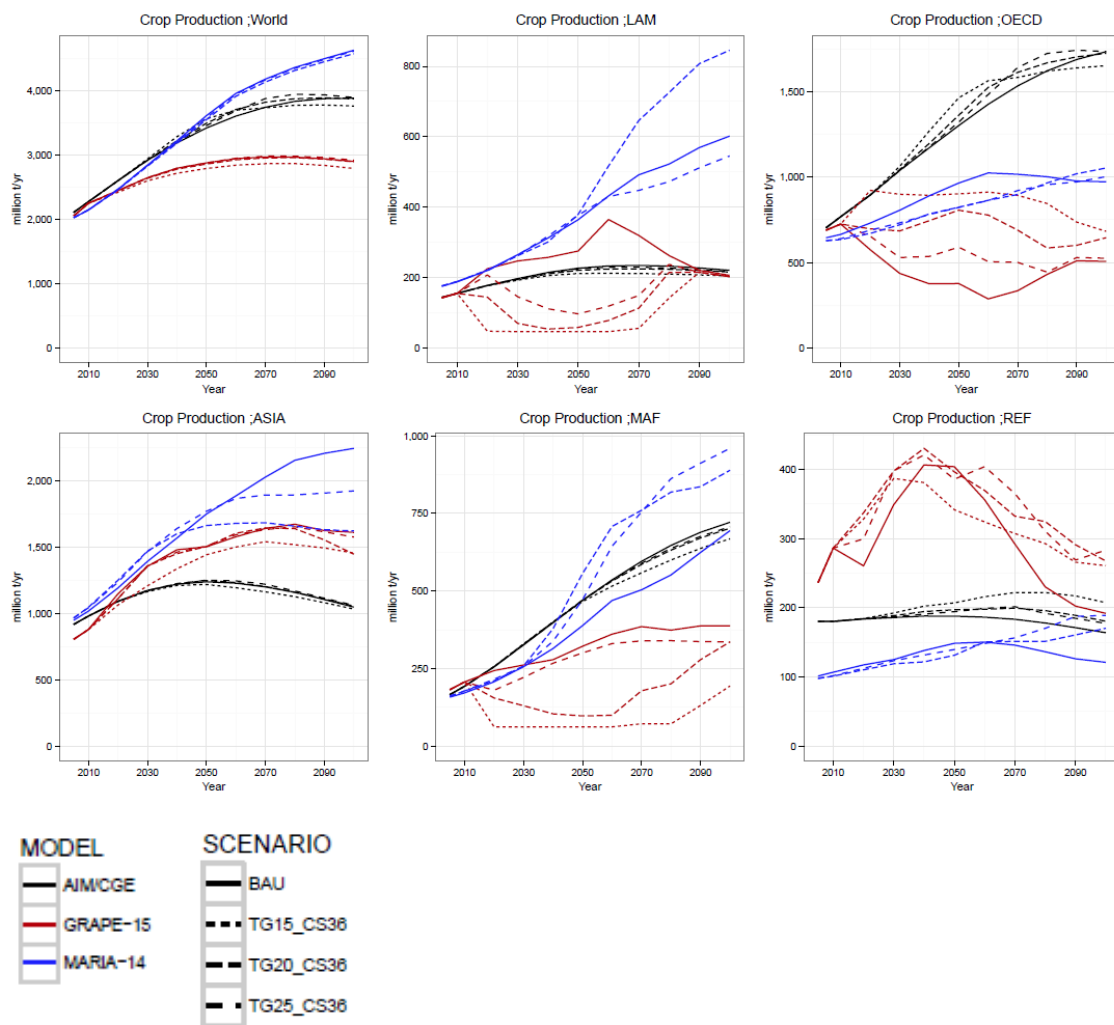 Crop Production ;World
million t/yr
4,000
3,000
2,000
1,000
0
2010 2030 2050 2070 2090
Year
Crop Production ;LAM
million t/yr
800
600
400
200
0
2010 2030 2050 2070 2090
Year
Crop Production ;OECD
million t/yr
1,500
1,000
500
0
2010 2030 2050 2070 2090
Year
Crop Production ;ASIA
million t/yr
2,000
1,500
1,000
500
0
2010 2030 2050 2070 2090
Year
Crop Production ;MAF
million t/yr
1,000
750
500
250
0
2010 2030 2050 2070 2090
Year
Crop Production ;REF
million t/yr
400
300
200
100
0
2010 2030 2050 2070 2090
Year
MODEL
AIM/CGE
GRAPE-15
MARIA-14
SCENARIO
BAU
TG15_CS36
TG20_CS36
TG25_CS36